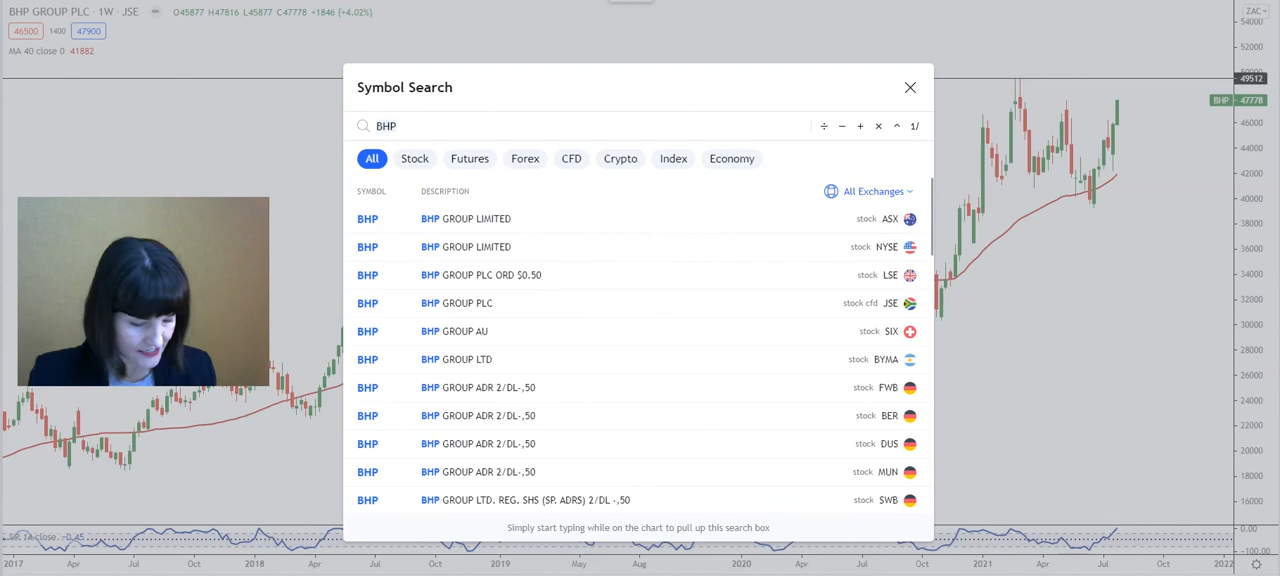 BHP GROUP PLC · 1W · JSE O45877 H47816 L45877 C47778 +1846 (+4.02%)
46500 1400 47900
MA 40 close 0 41882
ZAC
54000
52000
49512
BHP 47778
46000
44000
42000
40000
38000
36000
34000
32000
30000
28000
26000
24000
22000
20000
18000
16000
0.00
-100.00
Symbol Search
BHP ÷ − + × ^ 1/
All Stock Futures Forex CFD Crypto Index Economy
SYMBOL DESCRIPTION All Exchanges
BHP BHP GROUP LIMITED stock ASX
BHP BHP GROUP LIMITED stock NYSE
BHP BHP GROUP PLC ORD $0.50 stock LSE
BHP BHP GROUP PLC stock cfd JSE
BHP BHP GROUP AU stock SIX
BHP BHP GROUP LTD stock BYMA
BHP BHP GROUP ADR 2/DL-,50 stock FWB
BHP BHP GROUP ADR 2/DL-,50 stock BER
BHP BHP GROUP ADR 2/DL-,50 stock DUS
BHP BHP GROUP ADR 2/DL-,50 stock MUN
BHP BHP GROUP LTD. REG. SHS (SP. ADRS) 2/DL -,50 stock SWB
Simply start typing while on the chart to pull up this search box
14 close -0.45
2017 Apr Jul Oct 2018 Apr Jul Oct 2019 May Aug 2020 Apr Jul Oct 2021 Apr Jul Oct 2022